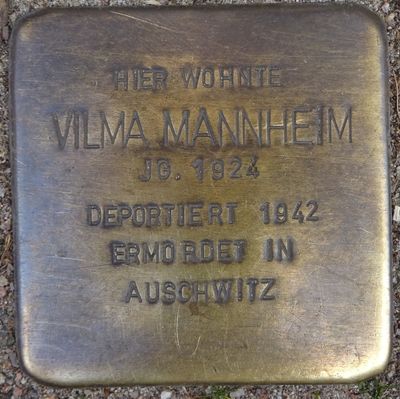 HIER WOHNTE
VILMA MANNHEIM
JG. 1924
DEPORTIERT 1942
ERMORDET IN
AUSCHWITZ